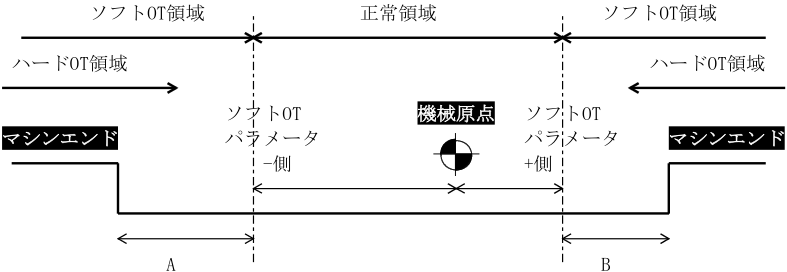 ソフトOT領域
正常領域
ソフトOT領域
ハードOT領域
ハードOT領域
ソフトOT
パラメータ
-側
機械原点
ソフトOT
パラメータ
+側
マシンエンド
マシンエンド
A
B